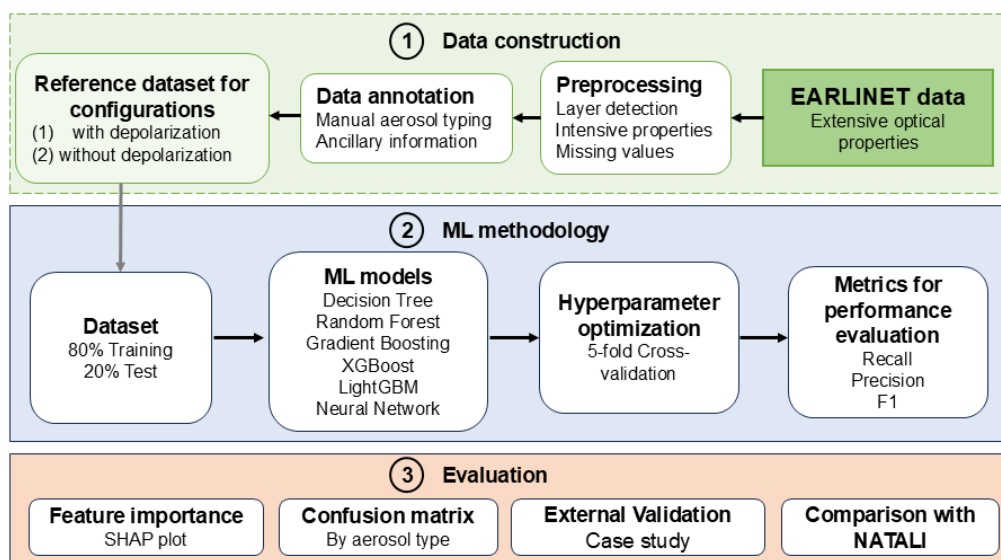 1 Data construction
Reference dataset for
configurations
(1) with depolarization
(2) without depolarization
Data annotation
Manual aerosol typing
Ancillary information
Preprocessing
Layer detection
Intensive properties
Missing values
EARLINET data
Extensive optical
properties
2 ML methodology
Dataset
80% Training
20% Test
ML models
Decision Tree
Random Forest
Gradient Boosting
XGBoost
LightGBM
Neural Network
Hyperparameter
optimization
5-fold Cross-
validation
Metrics for
performance
evaluation
Recall
Precision
F1
3 Evaluation
Feature importance
SHAP plot
Confusion matrix
By aerosol type
External Validation
Case study
Comparison with
NATALI